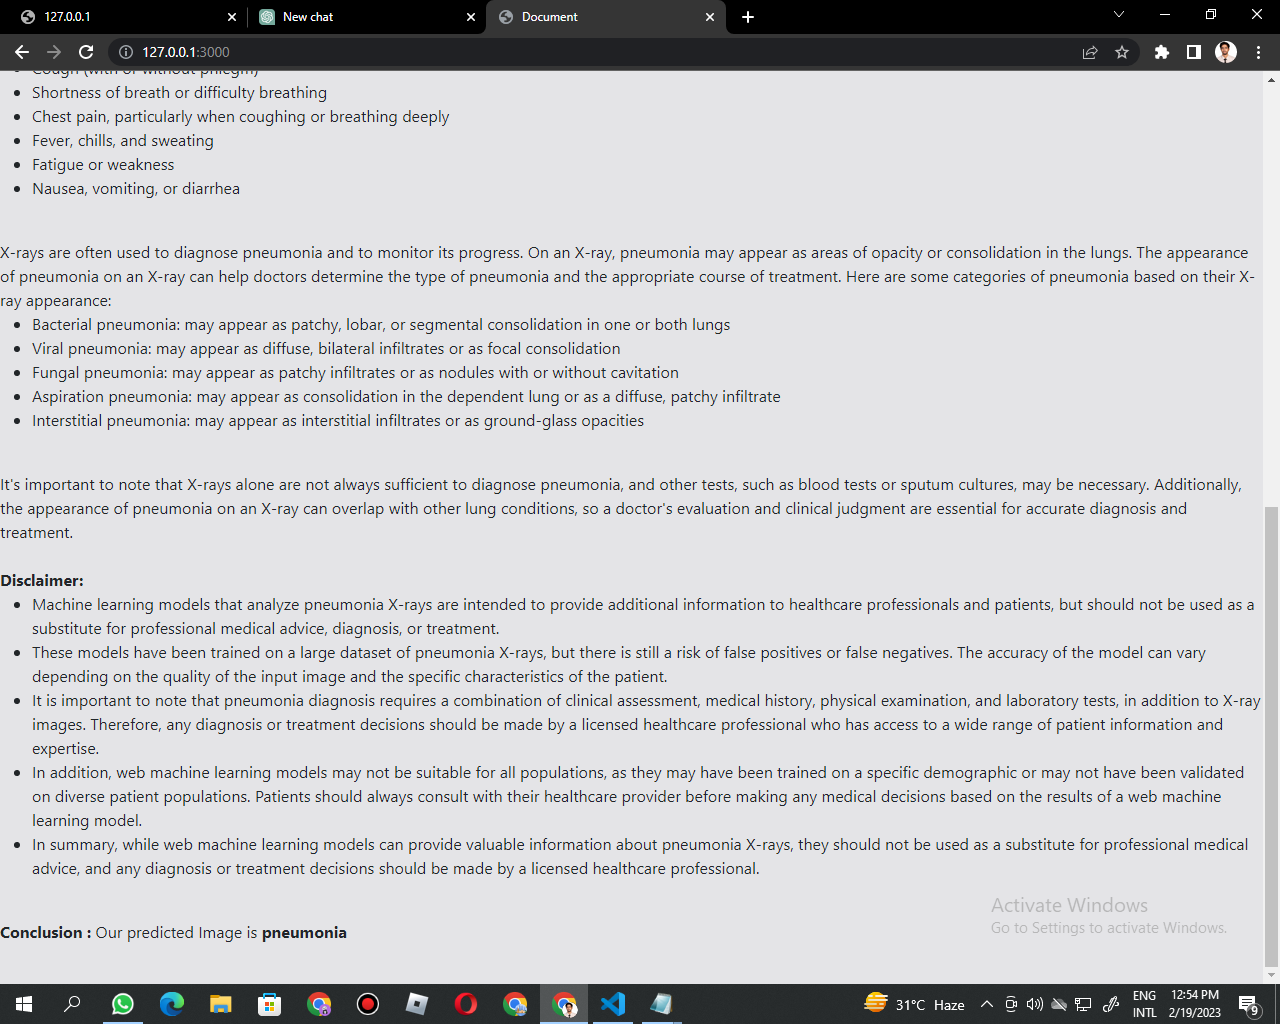 127.0.0.1
New chat
Document
127.0.0.1:3000
Cough (with or without phlegm)
Shortness of breath or difficulty breathing
Chest pain, particularly when coughing or breathing deeply
Fever, chills, and sweating
Fatigue or weakness
Nausea, vomiting, or diarrhea
X-rays are often used to diagnose pneumonia and to monitor its progress. On an X-ray, pneumonia may appear as areas of opacity or consolidation in the lungs. The appearance
of pneumonia on an X-ray can help doctors determine the type of pneumonia and the appropriate course of treatment. Here are some categories of pneumonia based on their X-
ray appearance:
Bacterial pneumonia: may appear as patchy, lobar, or segmental consolidation in one or both lungs
Viral pneumonia: may appear as diffuse, bilateral infiltrates or as focal consolidation
Fungal pneumonia: may appear as patchy infiltrates or as nodules with or without cavitation
Aspiration pneumonia: may appear as consolidation in the dependent lung or as a diffuse, patchy infiltrate
Interstitial pneumonia: may appear as interstitial infiltrates or as ground-glass opacities
It's important to note that X-rays alone are not always sufficient to diagnose pneumonia, and other tests, such as blood tests or sputum cultures, may be necessary. Additionally,
the appearance of pneumonia on an X-ray can overlap with other lung conditions, so a doctor's evaluation and clinical judgment are essential for accurate diagnosis and
treatment.
Disclaimer:
Machine learning models that analyze pneumonia X-rays are intended to provide additional information to healthcare professionals and patients, but should not be used as a
substitute for professional medical advice, diagnosis, or treatment.
These models have been trained on a large dataset of pneumonia X-rays, but there is still a risk of false positives or false negatives. The accuracy of the model can vary
depending on the quality of the input image and the specific characteristics of the patient.
It is important to note that pneumonia diagnosis requires a combination of clinical assessment, medical history, physical examination, and laboratory tests, in addition to X-ray
images. Therefore, any diagnosis or treatment decisions should be made by a licensed healthcare professional who has access to a wide range of patient information and
expertise.
In addition, web machine learning models may not be suitable for all populations, as they may have been trained on a specific demographic or may not have been validated
on diverse patient populations. Patients should always consult with their healthcare provider before making any medical decisions based on the results of a web machine
learning model.
In summary, while web machine learning models can provide valuable information about pneumonia X-rays, they should not be used as a substitute for professional medical
advice, and any diagnosis or treatment decisions should be made by a licensed healthcare professional.
Conclusion : Our predicted Image is pneumonia
Activate Windows
Go to Settings to activate Windows.
31°C Haze
ENG
INTL
12:54 PM
2/19/2023
9